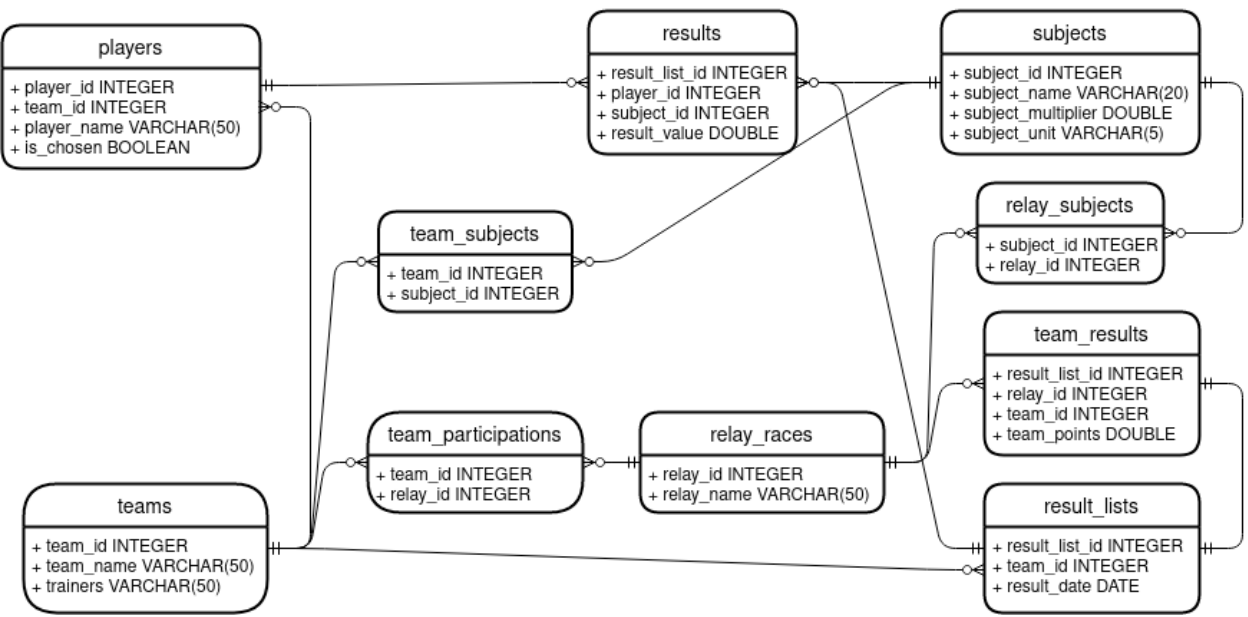 players
+ player_id INTEGER
+ team_id INTEGER
+ player_name VARCHAR(50)
+ is_chosen BOOLEAN
results
+ result_list_id INTEGER
+ player_id INTEGER
+ subject_id INTEGER
+ result_value DOUBLE
subjects
+ subject_id INTEGER
+ subject_name VARCHAR(20)
+ subject_multiplier DOUBLE
+ subject_unit VARCHAR(5)
team_subjects
+ team_id INTEGER
+ subject_id INTEGER
relay_subjects
+ subject_id INTEGER
+ relay_id INTEGER
team_results
+ result_list_id INTEGER
+ relay_id INTEGER
+ team_id INTEGER
+ team_points DOUBLE
team_participations
+ team_id INTEGER
+ relay_id INTEGER
relay_races
+ relay_id INTEGER
+ relay_name VARCHAR(50)
teams
+ team_id INTEGER
+ team_name VARCHAR(50)
+ trainers VARCHAR(50)
result_lists
+ result_list_id INTEGER
+ team_id INTEGER
+ result_date DATE